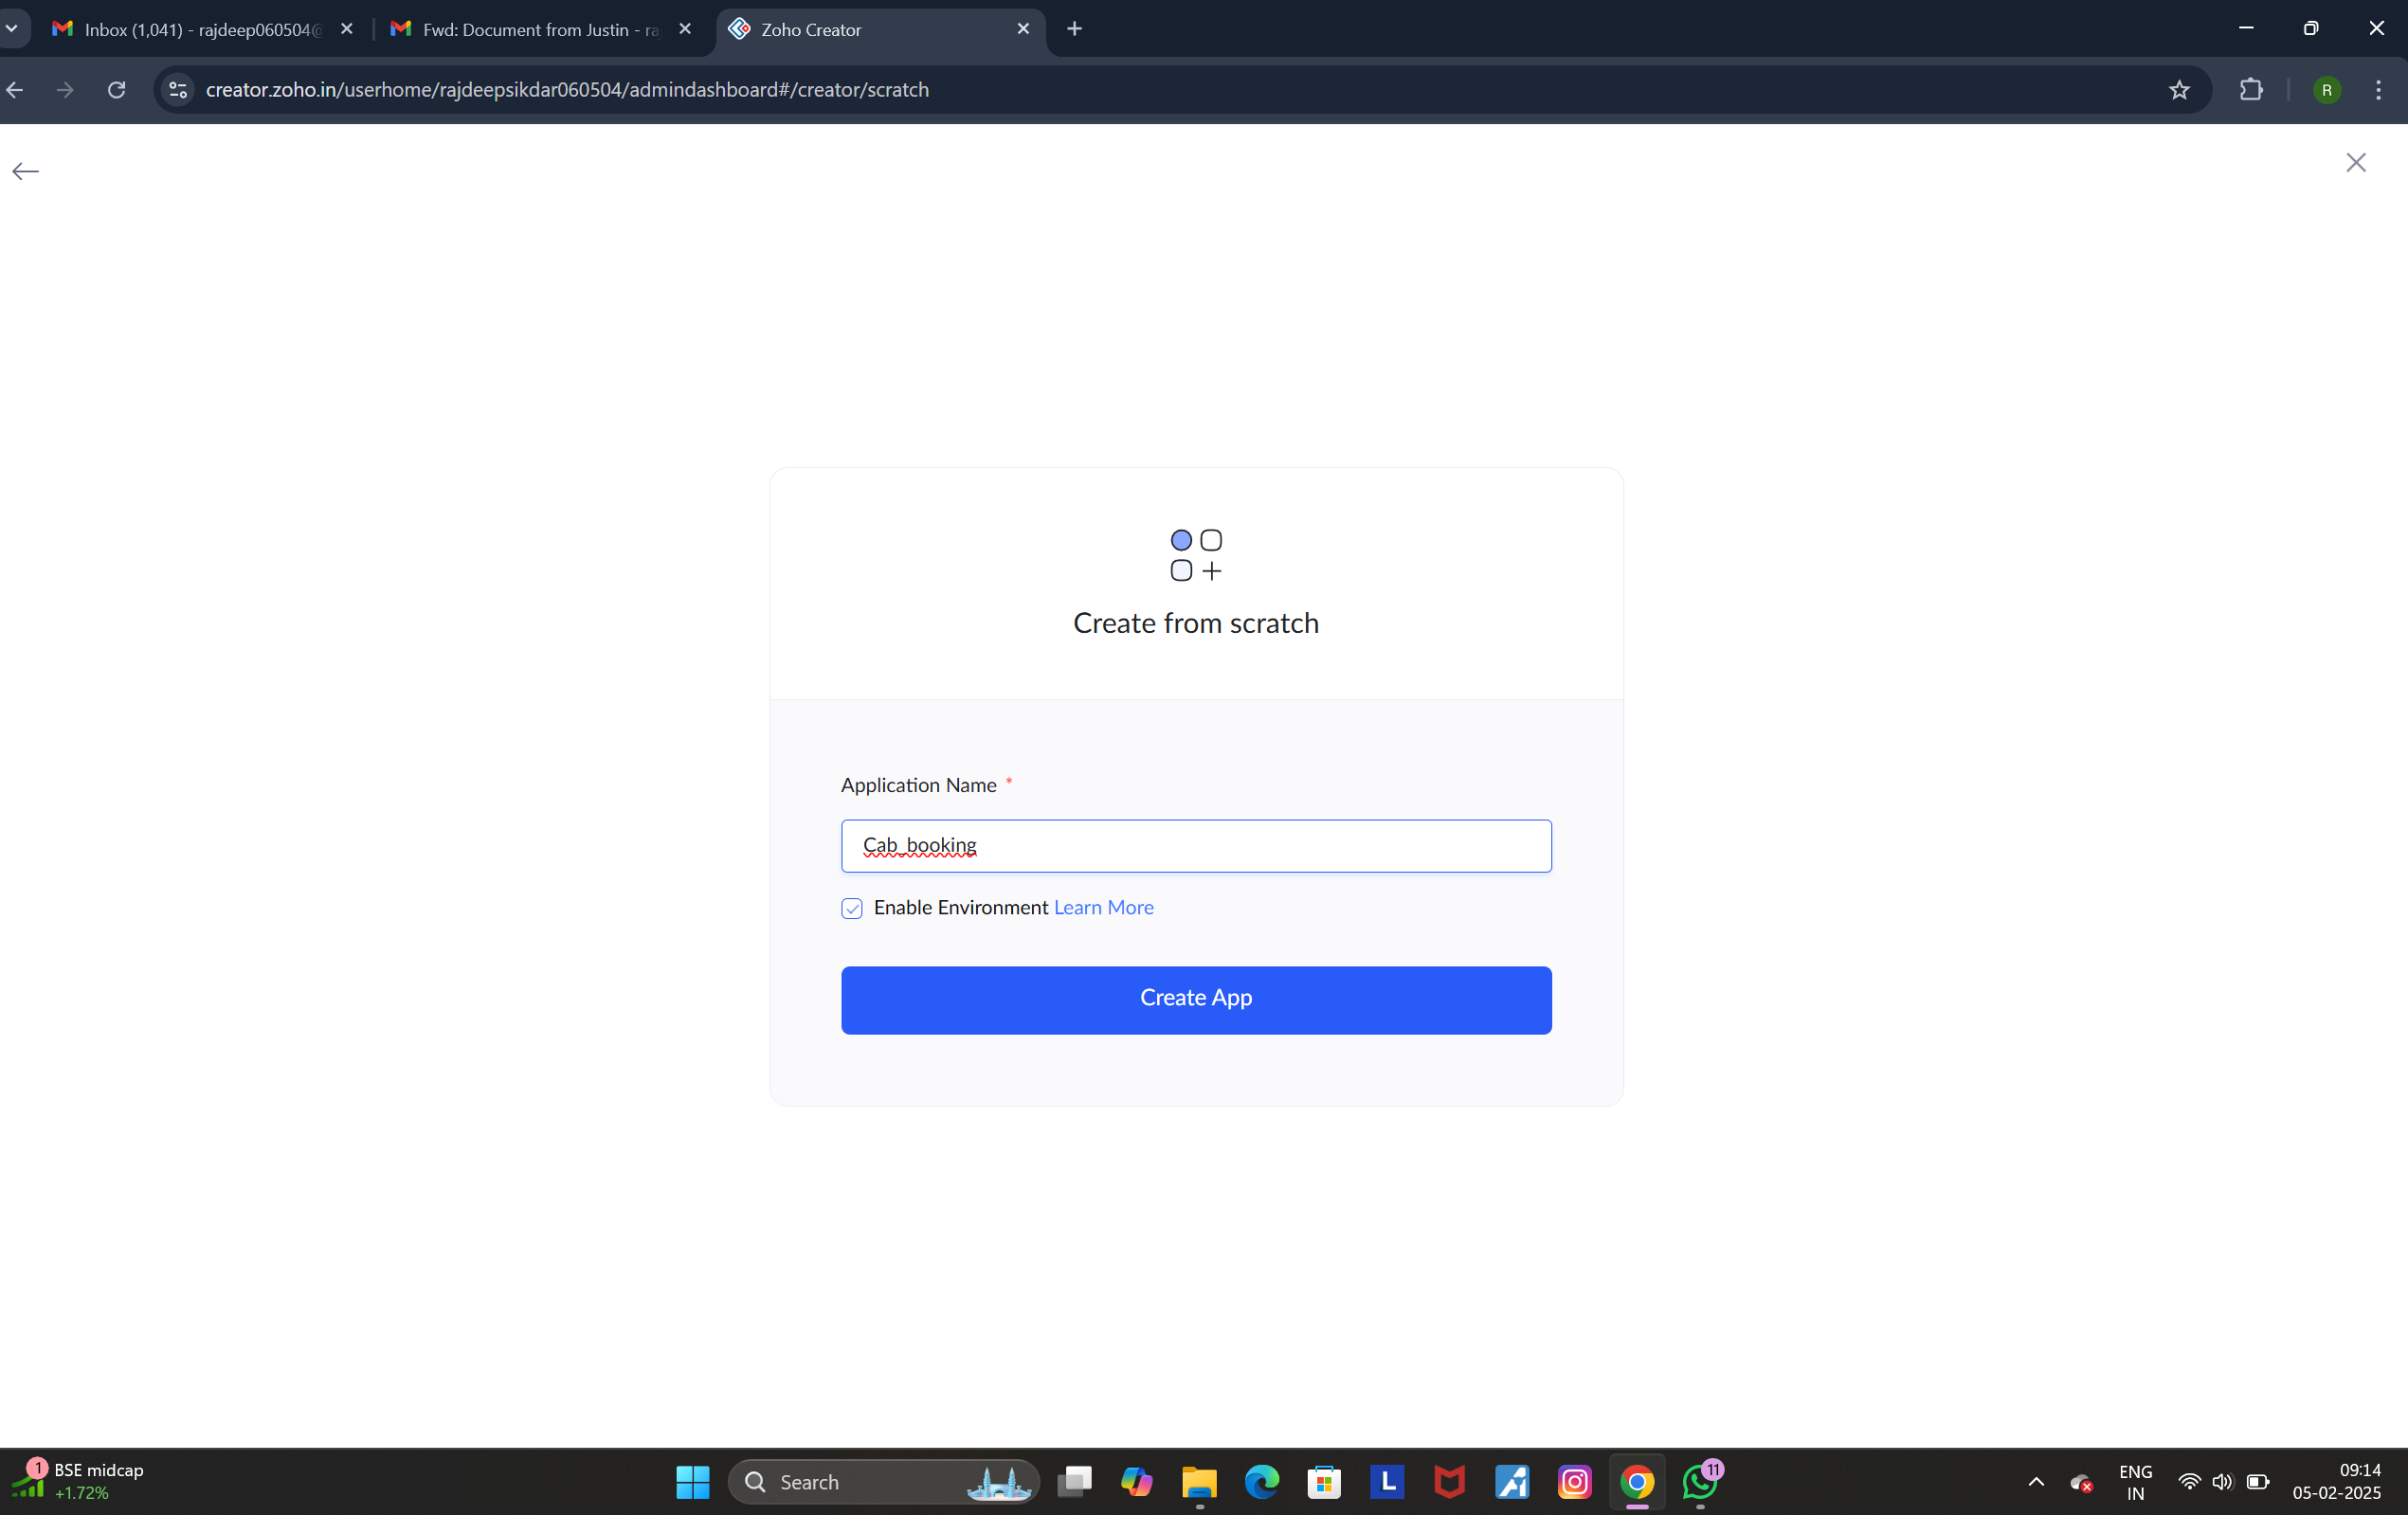 Inbox (1,041) - rajdeep060504@
Fwd: Document from Justin - ra
Zoho Creator
creator.zoho.in/userhome/rajdeepsikdar060504/admindashboard#/creator/scratch
R
Create from scratch
Application Name *
Cab_booking
Enable Environment Learn More
Create App
1
BSE midcap
+1.72%
Search
L
11
ENG
IN
09:14
05-02-2025